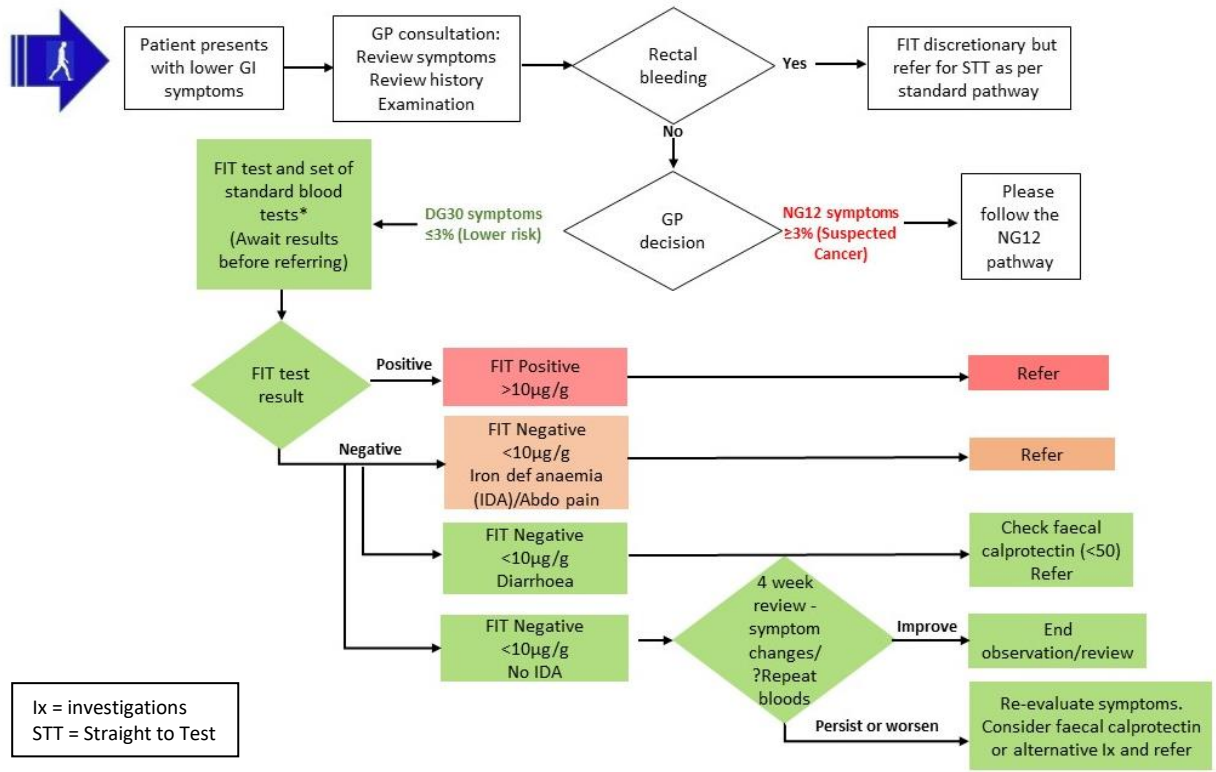 Patient presents
with lower GI
symptoms
GP consultation:
Review symptoms
Review history
Examination
Rectal
bleeding
Yes
FIT discretionary but
refer for STT as per
standard pathway
No
FIT test and set of
standard blood
tests*
(Await results
before referring)
DG30 symptoms
≤3% (Lower risk)
GP
decision
NG12 symptoms
≥3% (Suspected
Cancer)
Please
follow the
NG12
pathway
FIT test
result
Positive
FIT Positive
>10µg/g
Refer
Negative
FIT Negative
<10µg/g
Iron def anaemia
(IDA)/Abdo pain
Refer
FIT Negative
<10µg/g
Diarrhoea
Check faecal
calprotectin (<50)
Refer
FIT Negative
<10µg/g
No IDA
4 week
review -
symptom
changes/
?Repeat
bloods
Improve
End
observation/review
Persist or worsen
Re-evaluate symptoms.
Consider faecal calprotectin
or alternative Ix and refer
Ix = investigations
STT = Straight to Test